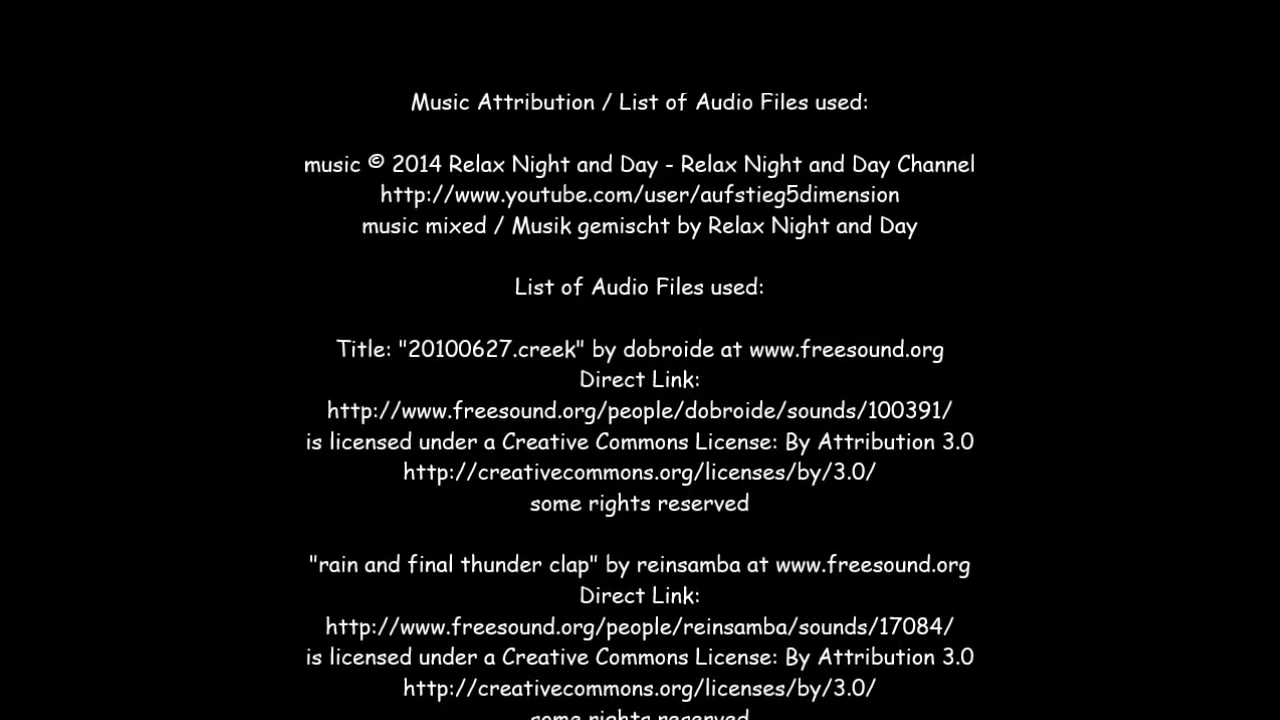 Music Attribution / List of Audio Files used:
music © 2014 Relax Night and Day - Relax Night and Day Channel
http://www.youtube.com/user/aufstieg5dimension
music mixed / Musik gemischt by Relax Night and Day
List of Audio Files used:
Title: "20100627.creek" by dobroide at www.freesound.org
Direct Link:
http://www.freesound.org/people/dobroide/sounds/100391/
is licensed under a Creative Commons License: By Attribution 3.0
http://creativecommons.org/licenses/by/3.0/
some rights reserved
"rain and final thunder clap" by reinsamba at www.freesound.org
Direct Link:
http://www.freesound.org/people/reinsamba/sounds/17084/
is licensed under a Creative Commons License: By Attribution 3.0
http://creativecommons.org/licenses/by/3.0/
some rights reserved